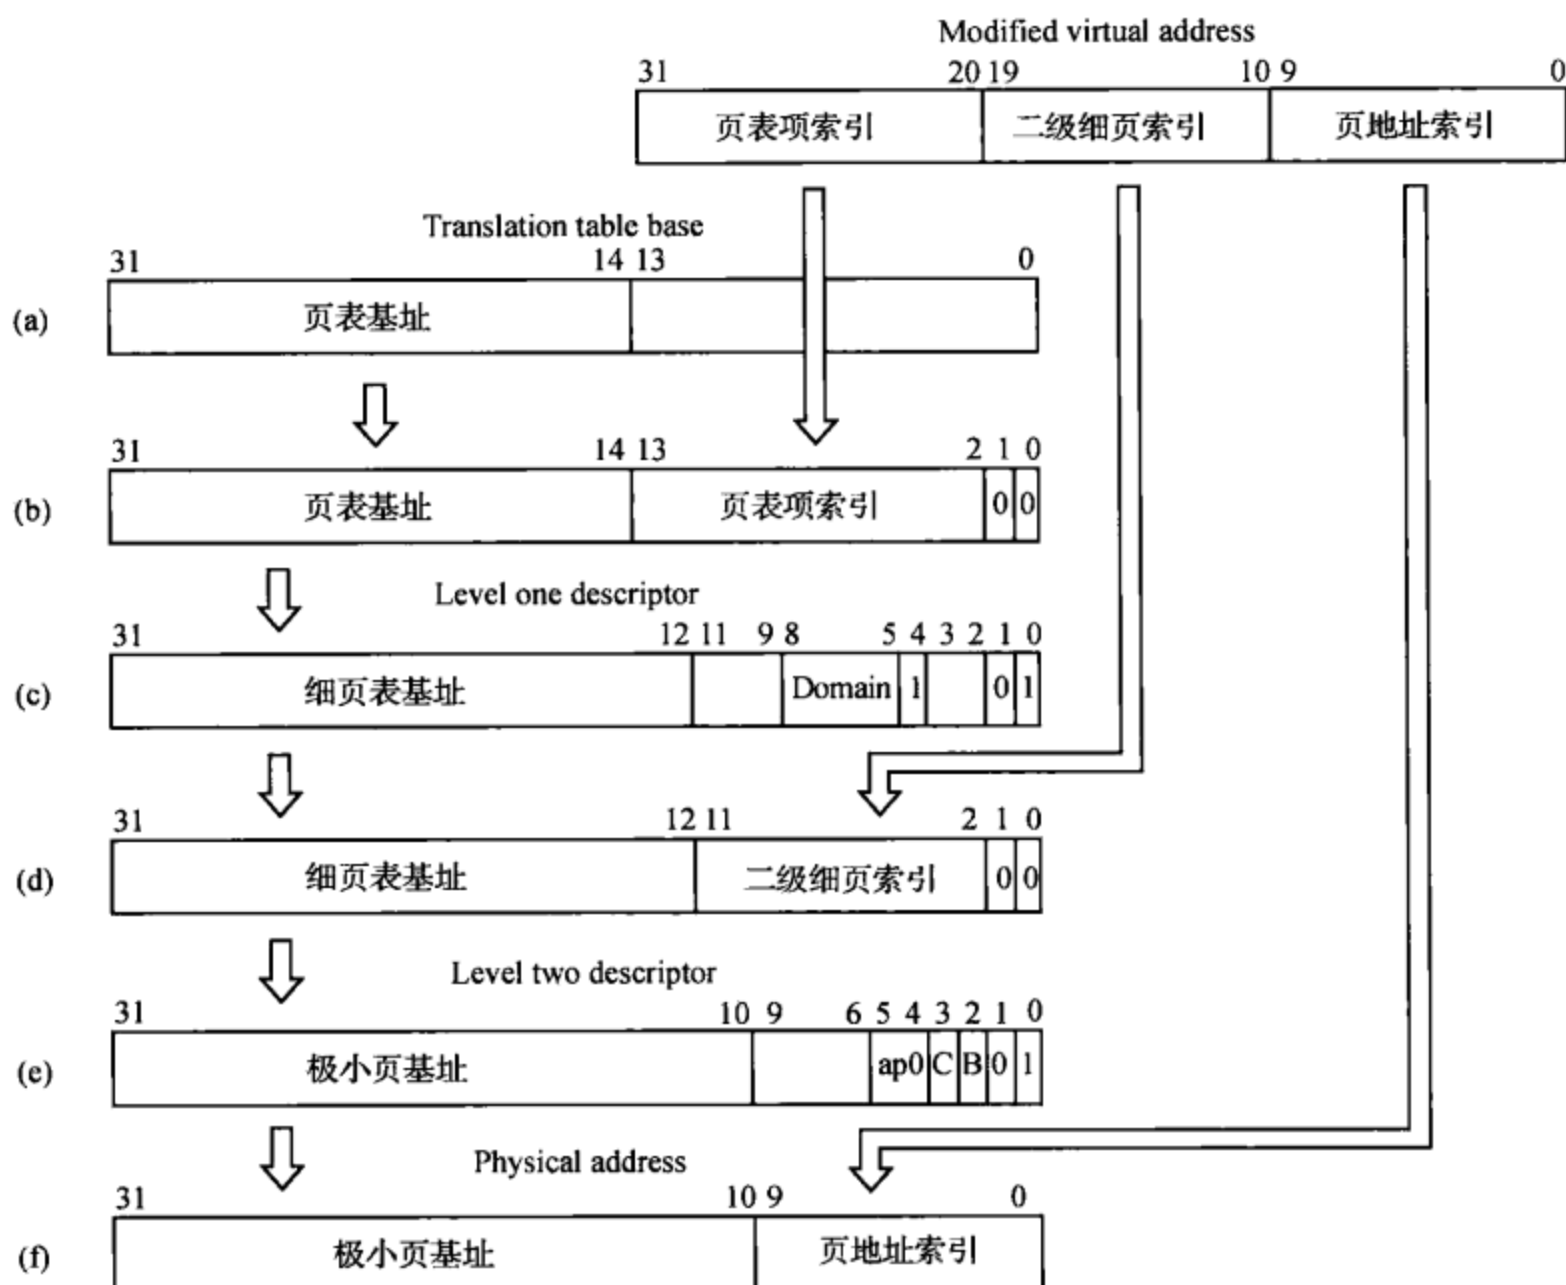 Modified virtual address
31 20 19 10 9 0
页表项索引 二级细页索引 页地址索引
Translation table base
31 14 13 0
(a) 页表基址
31 14 13 2 1 0
(b) 页表基址 页表项索引 0 0
Level one descriptor
31 12 11 9 8 5 4 3 2 1 0
(c) 细页表基址 Domain 1 0 1
31 12 11 2 1 0
(d) 细页表基址 二级细页索引 0 0
Level two descriptor
31 10 9 6 5 4 3 2 1 0
(e) 极小页基址 ap0 C B 0 1
Physical address
31 10 9 0
(f) 极小页基址 页地址索引